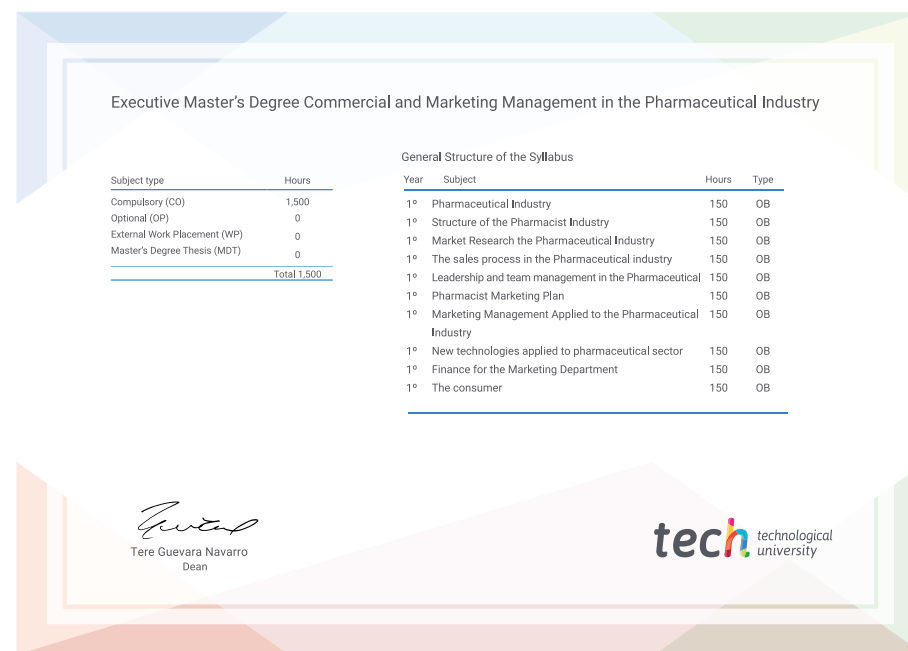 Executive Master's Degree Commercial and Marketing Management in the Pharmaceutical Industry
Subject type Hours
Compulsory (CO) 1,500
Optional (OP) 0
External Work Placement (WP) 0
Master's Degree Thesis (MDT) 0
Total 1,500
General Structure of the Syllabus
Year Subject Hours Type
1º Pharmaceutical Industry 150 OB
1º Structure of the Pharmacist Industry 150 OB
1º Market Research the Pharmaceutical Industry 150 OB
1º The sales process in the Pharmaceutical industry 150 OB
1º Leadership and team management in the Pharmaceutical 150 OB
1º Pharmacist Marketing Plan 150 OB
1º Marketing Management Applied to the Pharmaceutical 150 OB
Industry
1º New technologies applied to pharmaceutical sector 150 OB
1º Finance for the Marketing Department 150 OB
1º The consumer 150 OB
Tere Guevara Navarro
Dean
tech technological
university